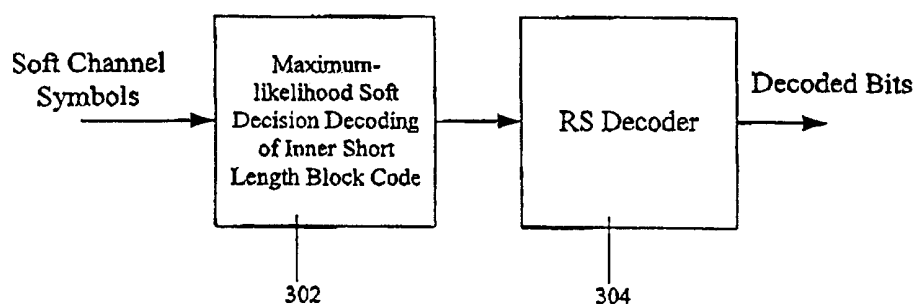 Soft Channel
Symbols
Maximum-
likelihood Soft
Decision Decoding
of Inner Short
Length Block Code
RS Decoder
Decoded Bits
302
304